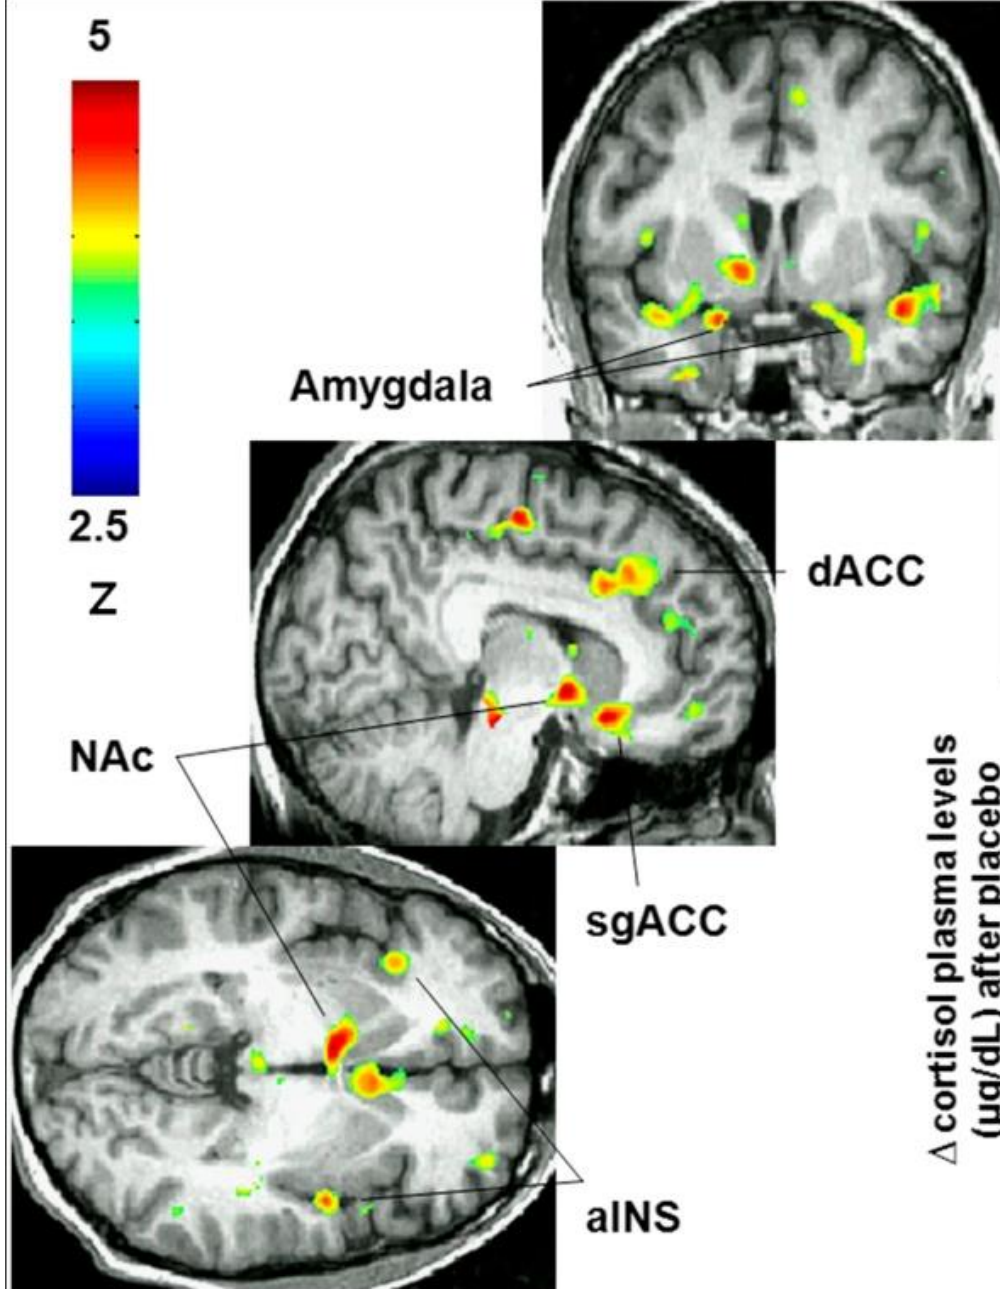 5
2.5
Z
Amygdala
dACC
NAc
sgACC
aINS
Δ cortisol plasma levels
(µg/dL) after placebo